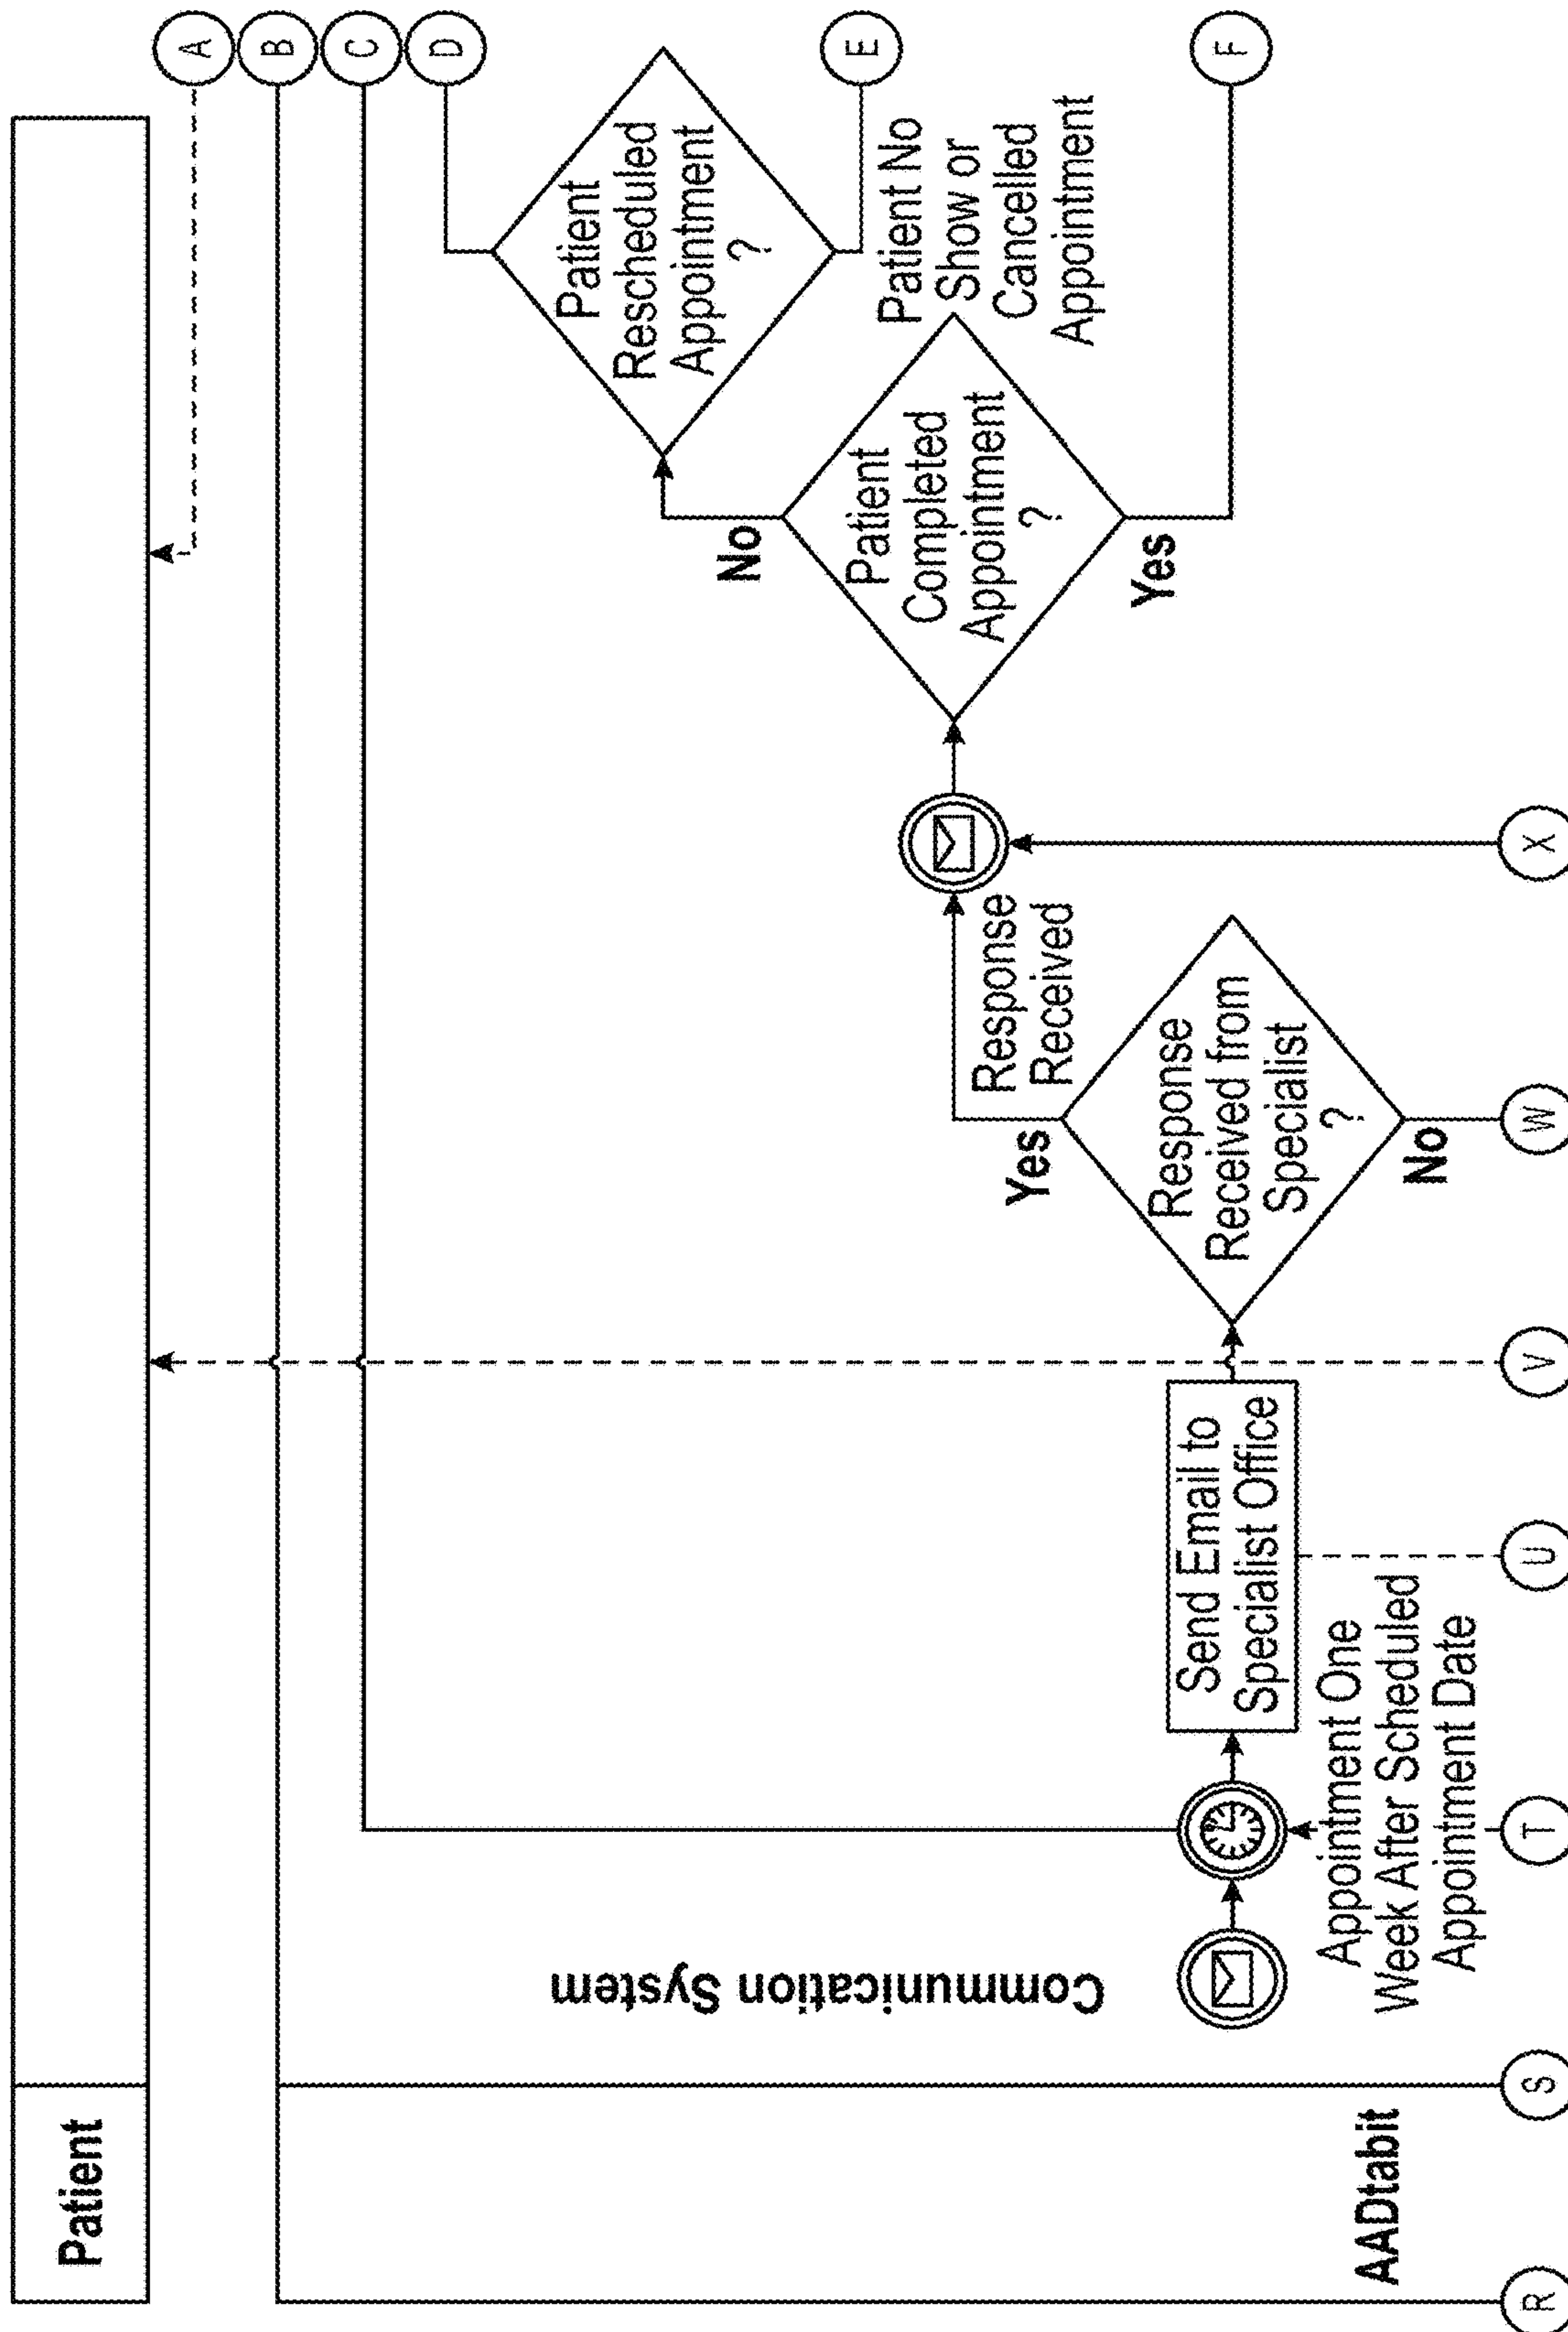 Patient
A
B
C
D
Communication System
Patient
Rescheduled
Appointment
?
E
Patient No
Show or
Cancelled
Appointment
No
Patient
Completed
Appointment
?
Yes
F
Response
Received
Yes
Response
Received from
Specialist
?
No
Send Email to
Specialist Office
Appointment One
Week After Scheduled
Appointment Date
AADtabit
R
S
T
U
V
W
X